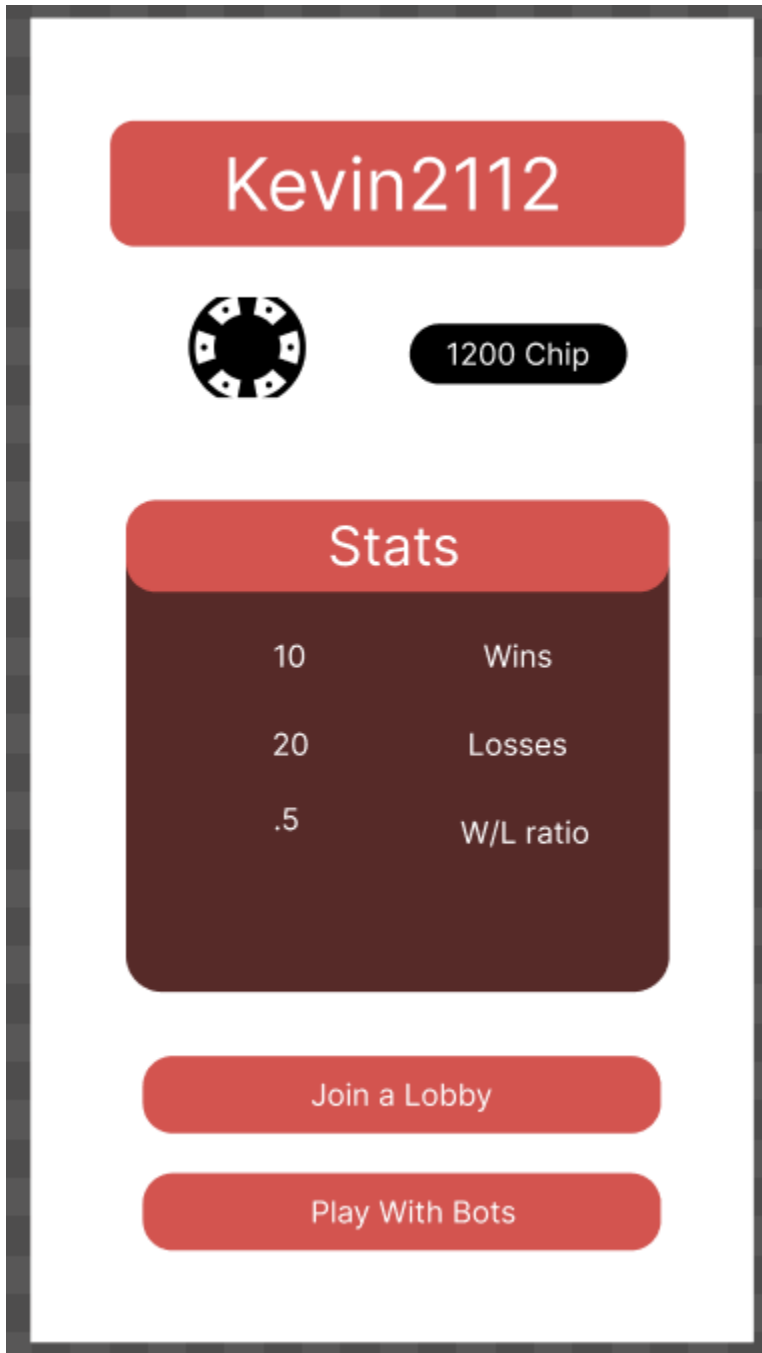 Kevin2112
1200 Chip
Stats
10 Wins
20 Losses
.5 W/L ratio
Join a Lobby
Play With Bots